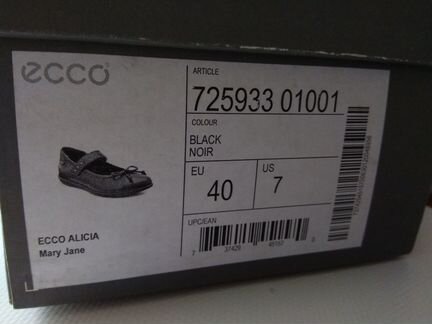 ecco
ARTICLE
725933 01001
COLOUR
BLACK
NOIR
EU
40
US
7
UPC/EAN
ECCO ALICIA
Mary Jane